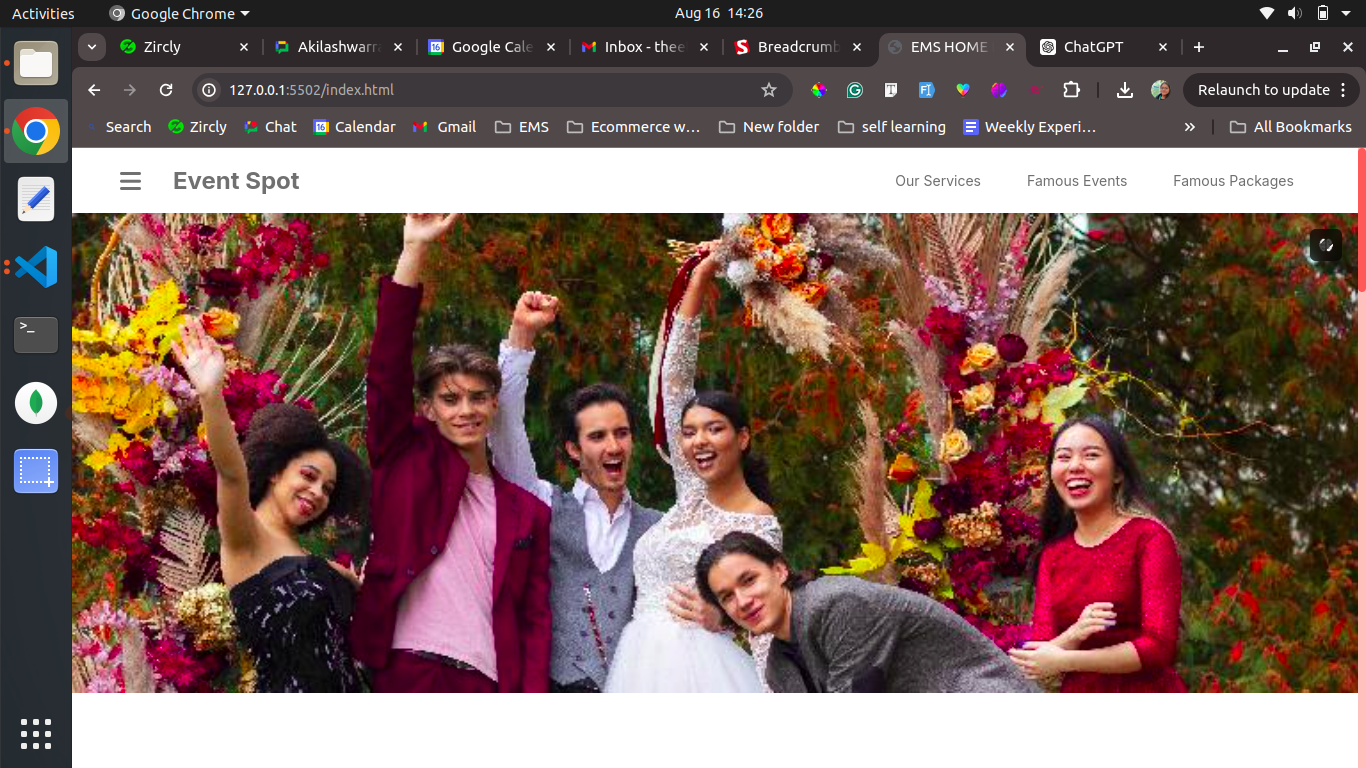 Activities Google Chrome Aug 16 14:26
Zircly Akilashwarra Google Cale Inbox - thee Breadcrumb EMS HOME ChatGPT
127.0.0.1:5502/index.html Relaunch to update
Search Zircly Chat Calendar Gmail EMS Ecommerce w… New folder self learning Weekly Experi… » All Bookmarks
Event Spot Our Services Famous Events Famous Packages